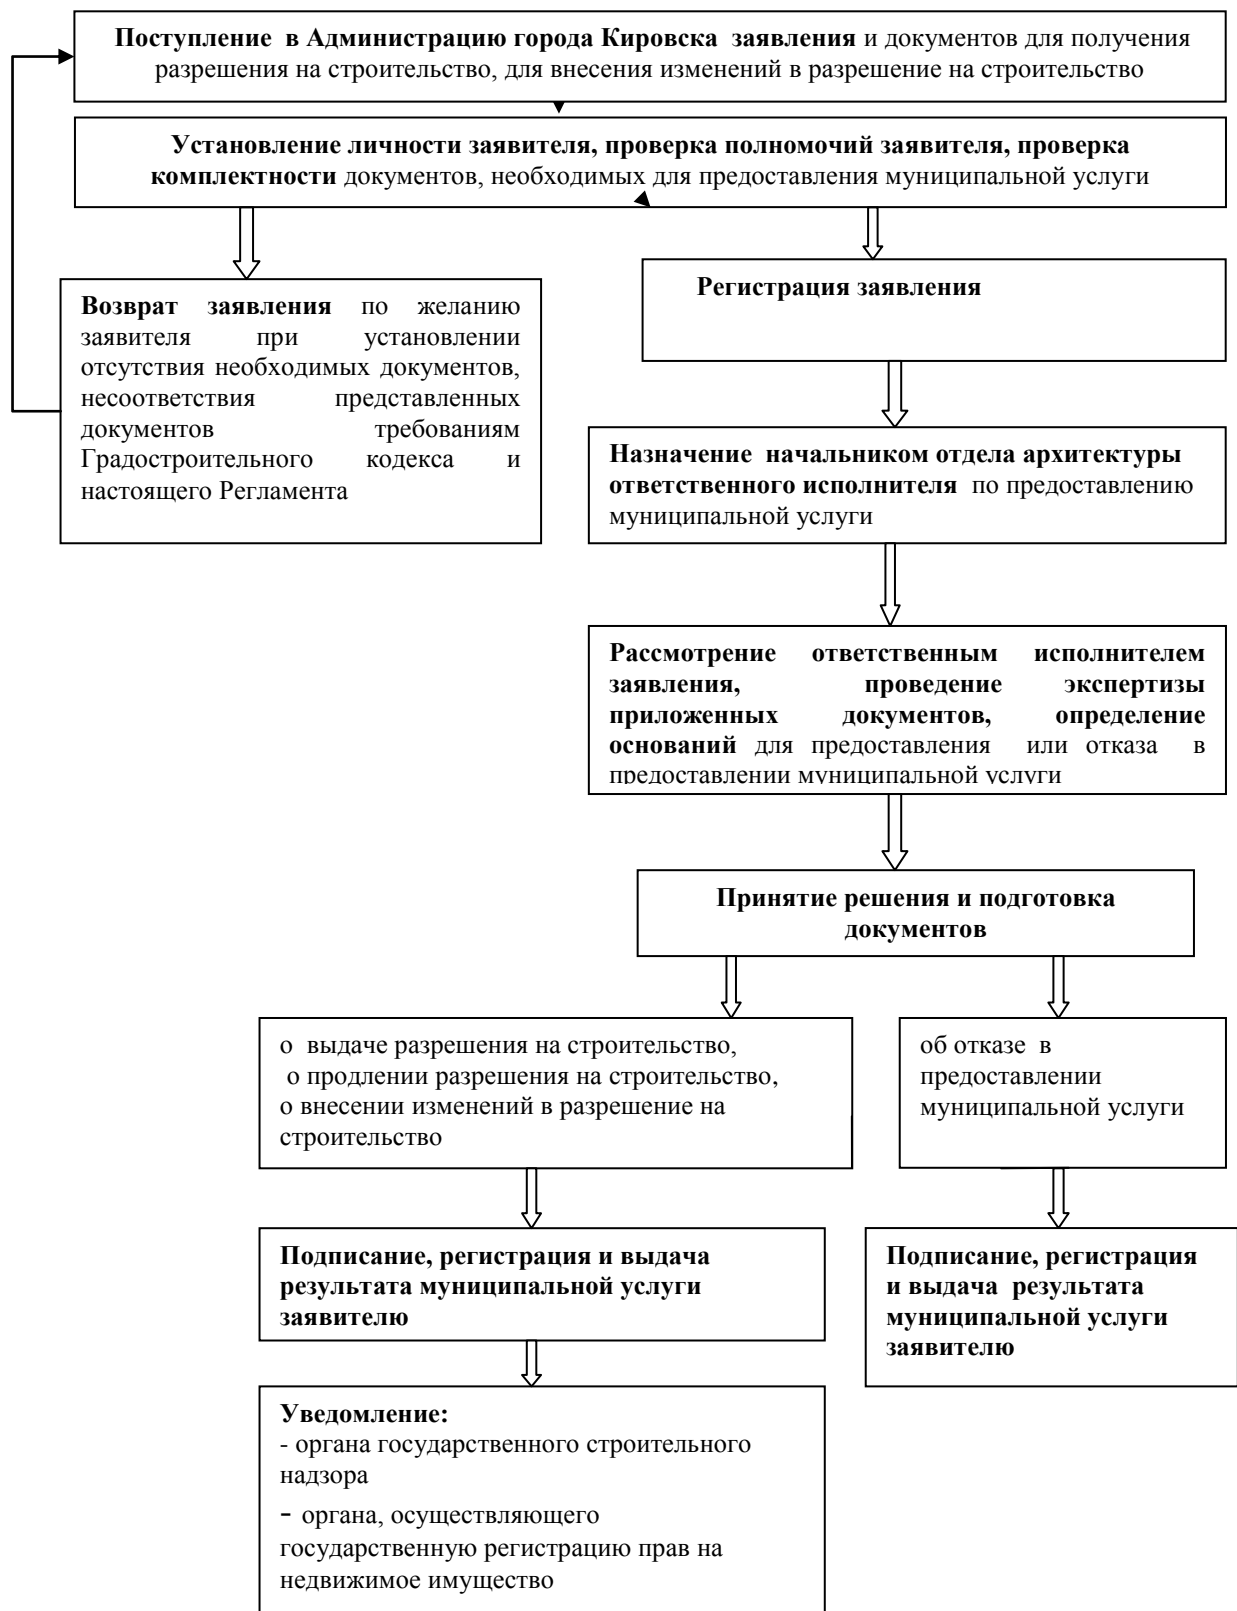 Поступление в Администрацию города Кировска заявления и документов для получения
разрешения на строительство, для внесения изменений в разрешение на строительство
Установление личности заявителя, проверка полномочий заявителя, проверка
комплектности документов, необходимых для предоставления муниципальной услуги
Возврат заявления по желанию
заявителя при установлении
отсутствия необходимых документов,
несоответствия представленных
документов требованиям
Градостроительного кодекса и
настоящего Регламента
Регистрация заявления
Назначение начальником отдела архитектуры
ответственного исполнителя по предоставлению
муниципальной услуги
Рассмотрение ответственным исполнителем
заявления, проведение экспертизы
приложенных документов, определение
оснований для предоставления или отказа в
предоставлении муниципальной услуги
Принятие решения и подготовка
документов
о выдаче разрешения на строительство,
о продлении разрешения на строительство,
о внесении изменений в разрешение на
строительство
об отказе в
предоставлении
муниципальной услуги
Подписание, регистрация и выдача
результата муниципальной услуги
заявителю
Подписание, регистрация
и выдача результата
муниципальной услуги
заявителю
Уведомление:
- органа государственного строительного
надзора
- органа, осуществляющего
государственную регистрацию прав на
недвижимое имущество